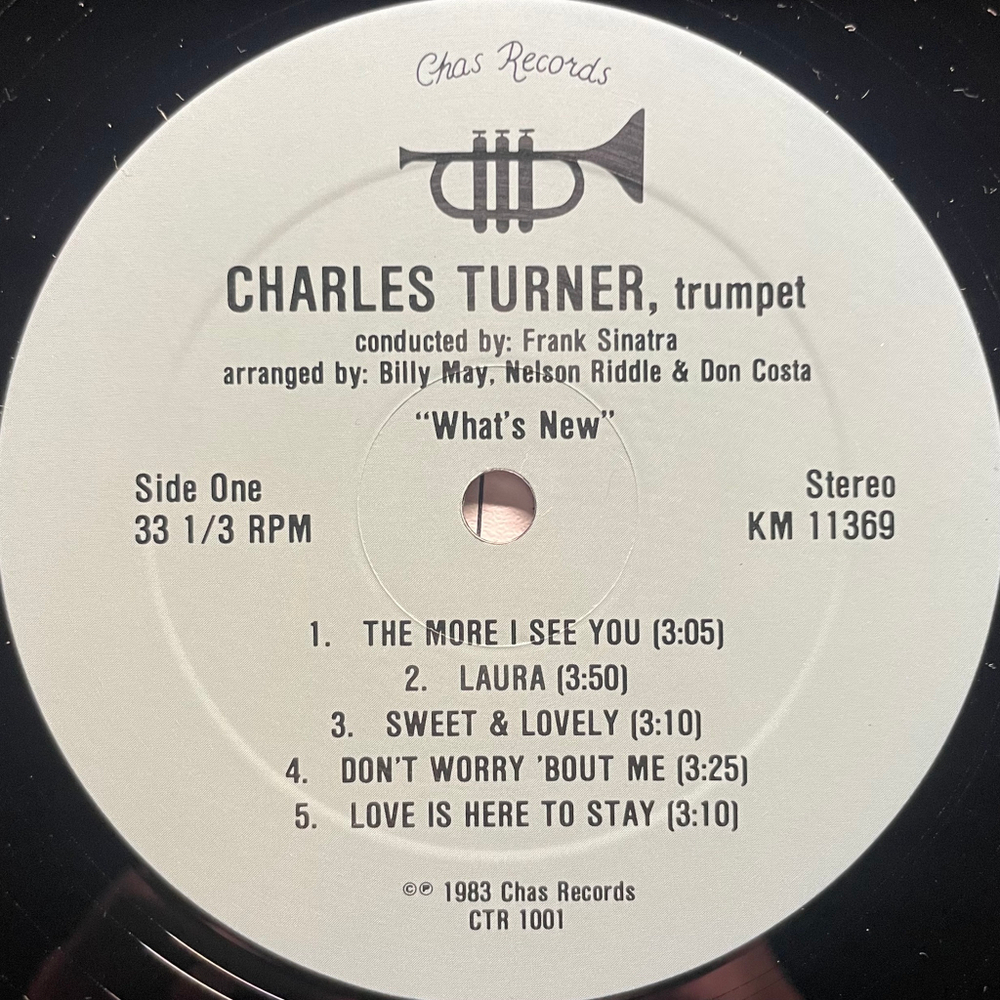 Chas Records
CHARLES TURNER, trumpet
conducted by: Frank Sinatra
arranged by: Billy May, Nelson Riddle & Don Costa
“What's New”
Side One
33 1/3 RPM
Stereo
KM 11369
1. THE MORE I SEE YOU (3:05)
2. LAURA (3:50)
3. SWEET & LOVELY (3:10)
4. DON'T WORRY 'BOUT ME (3:25)
5. LOVE IS HERE TO STAY (3:10)
©℗ 1983 Chas Records
CTR 1001